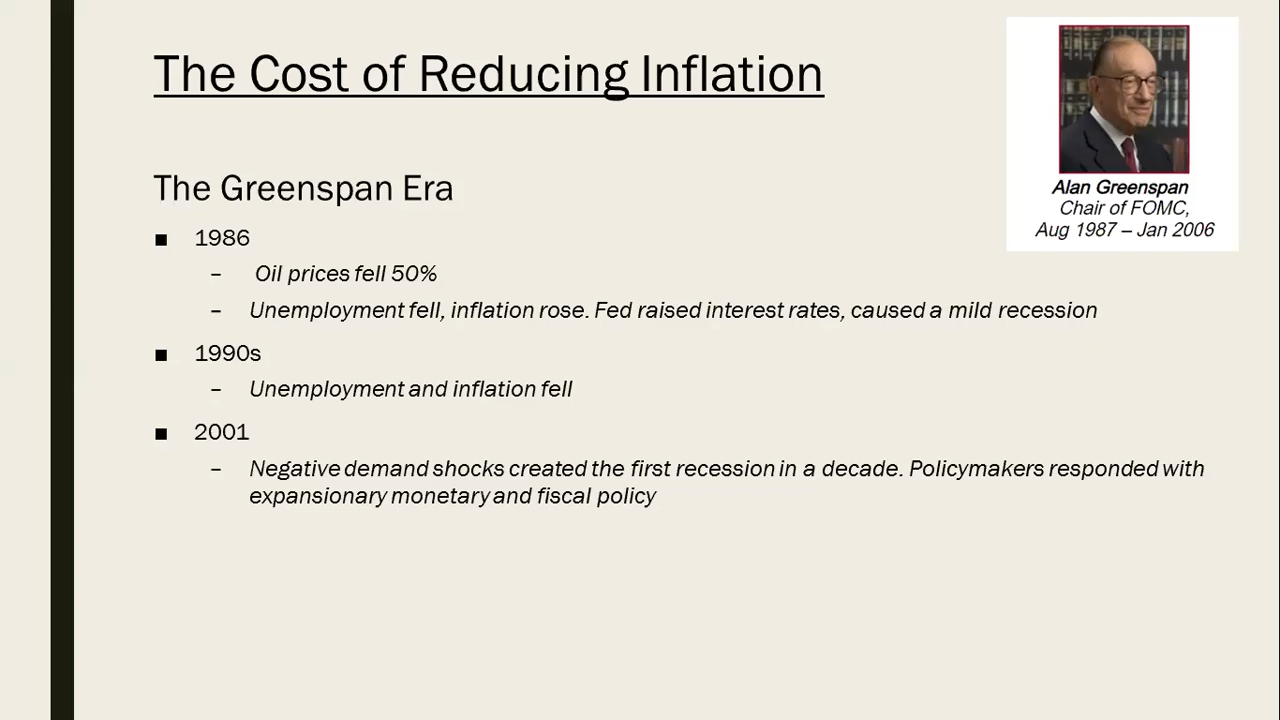 The Cost of Reducing Inflation
Alan Greenspan
Chair of FOMC,
Aug 1987 – Jan 2006
The Greenspan Era
■ 1986
– Oil prices fell 50%
– Unemployment fell, inflation rose. Fed raised interest rates, caused a mild recession
■ 1990s
– Unemployment and inflation fell
■ 2001
– Negative demand shocks created the first recession in a decade. Policymakers responded with
expansionary monetary and fiscal policy